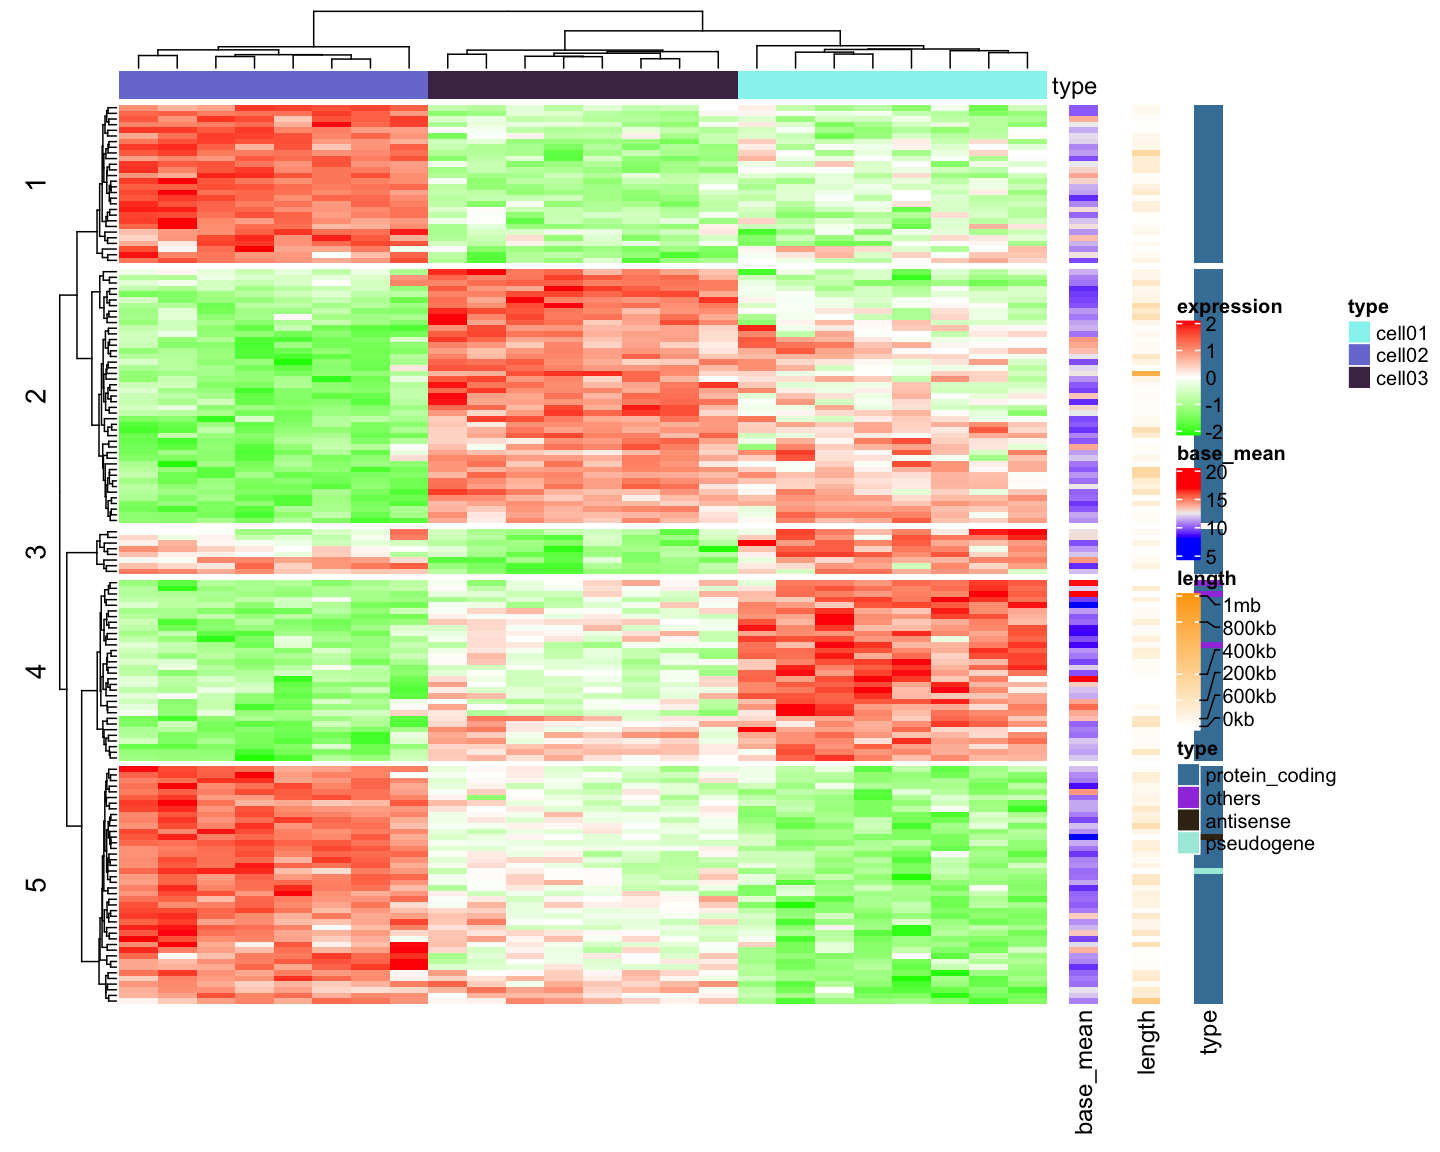 type
1
2
3
4
5
expression
2
1
0
-1
-2
base_mean
20
15
10
5
length
1mb
800kb
400kb
200kb
600kb
0kb
type
protein_coding
others
antisense
pseudogene
type
cell01
cell02
cell03
base_mean
length
type